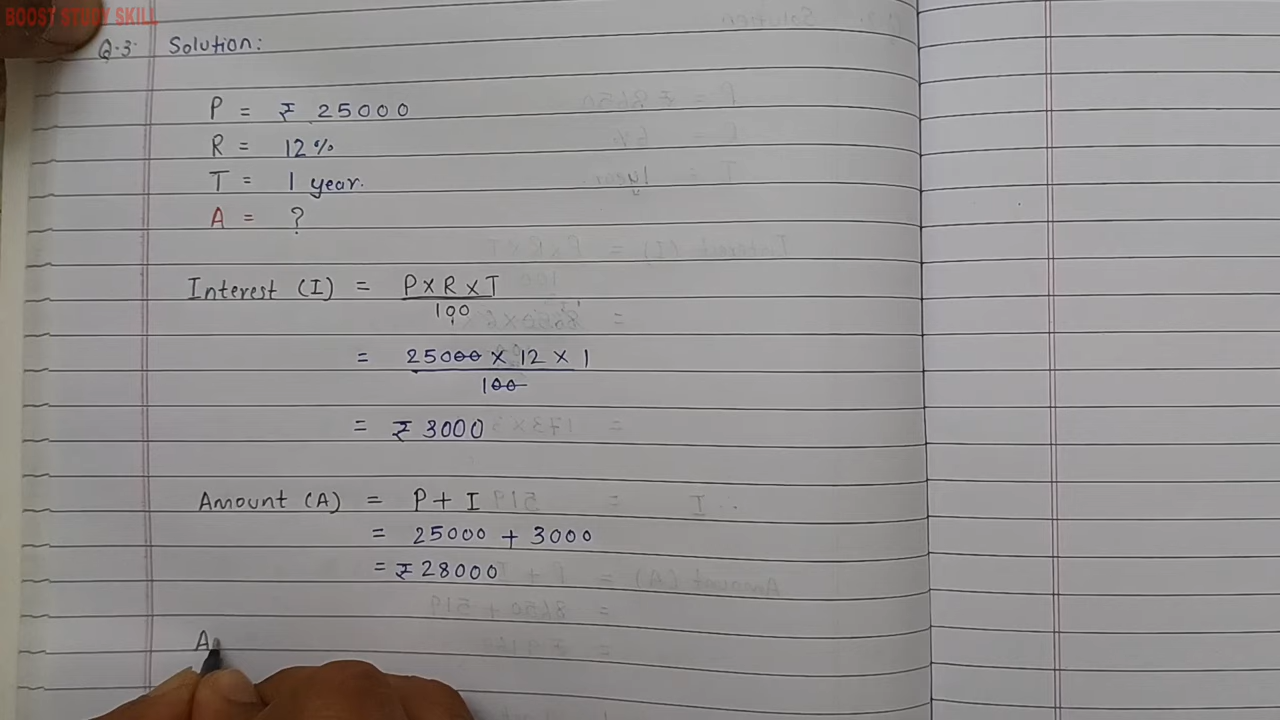 BOOST STUDY SKILL
Q.3. Solution:
P = ₹ 25000
R = 12%
T = 1 year.
A = ?
Interest (I) = P×R×T
100
= 25000 × 12 × 1
100
= ₹ 3000
Amount (A) = P + I
= 25000 + 3000
= ₹ 28000
A